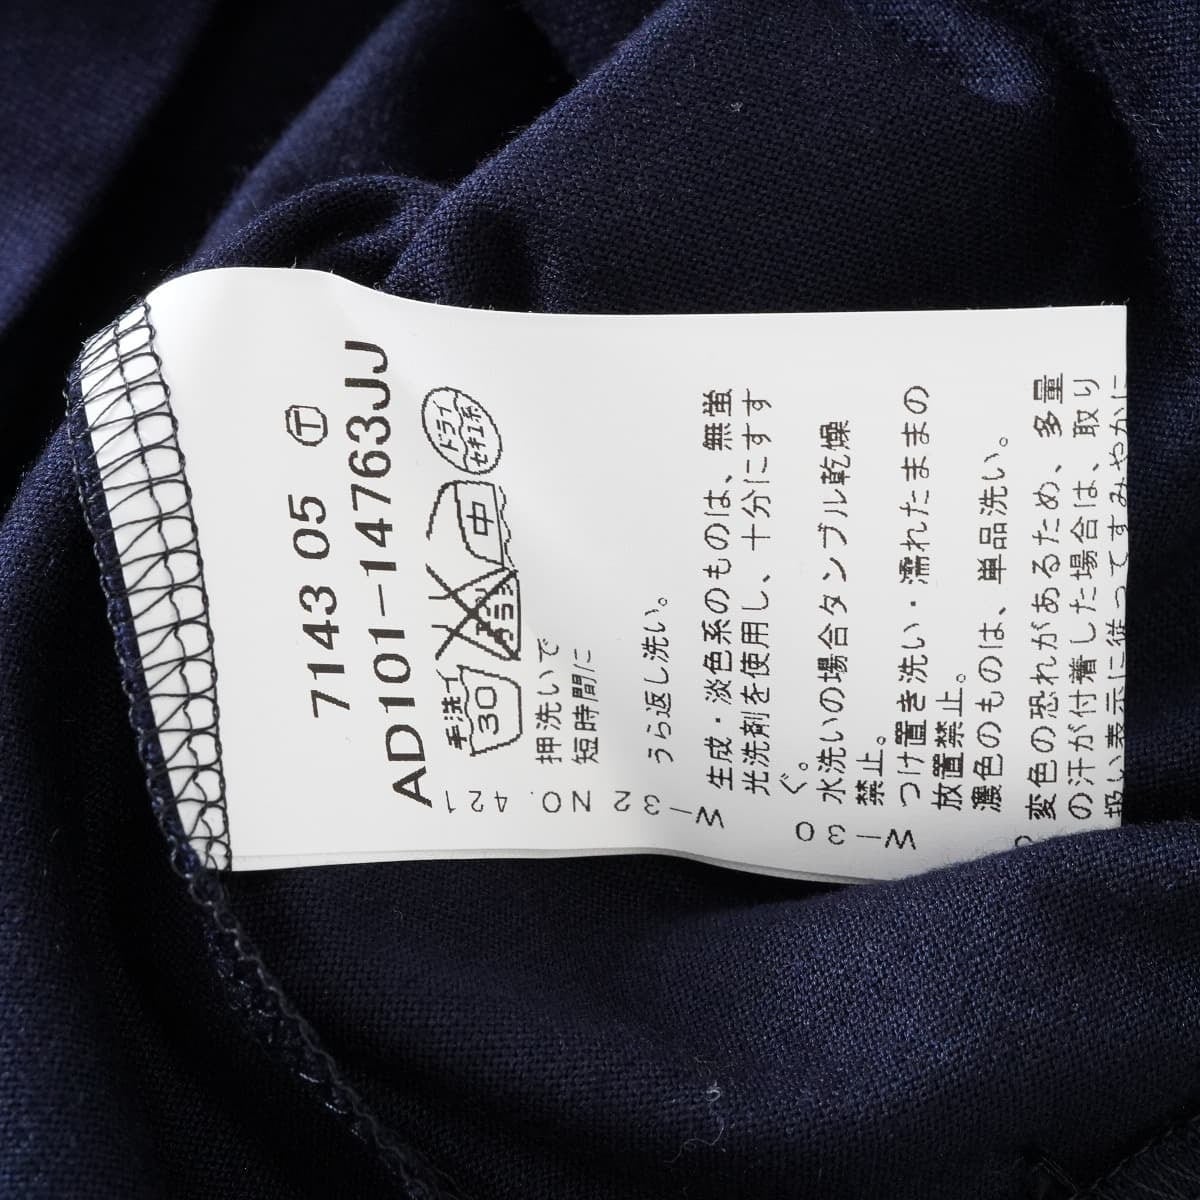 7143 05 Ⓣ
AD101-14763JJ
手洗イ 30 エンソサラシ 中 ドライ セキユ系
421 押洗いで
NO. 短時間に
32
W- うら返し洗い。
生成・淡色系のものは、無蛍
光洗剤を使用し、十分にすす
ぐ。
水洗いの場合タンブル乾燥
禁止。
つけ置き洗い・濡れたままの
放置禁止。
濃色のものは、単品洗い。
変色の恐れがあるため、多量
の汗が付着した場合は、取り
扱い表示に従ってすみやかに
W-30